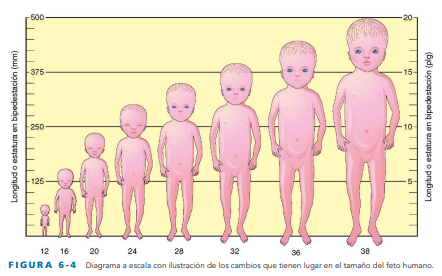 500
375
250
125
Longitud o estatura en bipedestación (mm)
20
15
10
5
Longitud o estatura en bipedestación (plg)
12 16 20 24 28 32 36 38
FIGURA 6-4 Diagrama a escala con ilustración de los cambios que tienen lugar en el tamaño del feto humano.